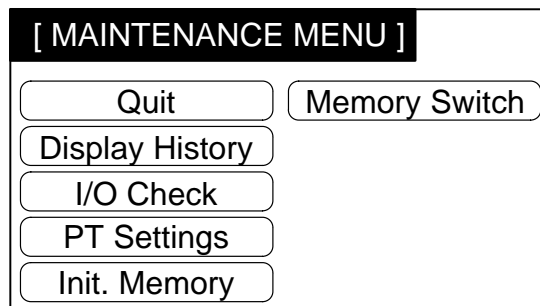 [ MAINTENANCE MENU ]
Quit
Memory Switch
Display History
I/O Check
PT Settings
Init. Memory